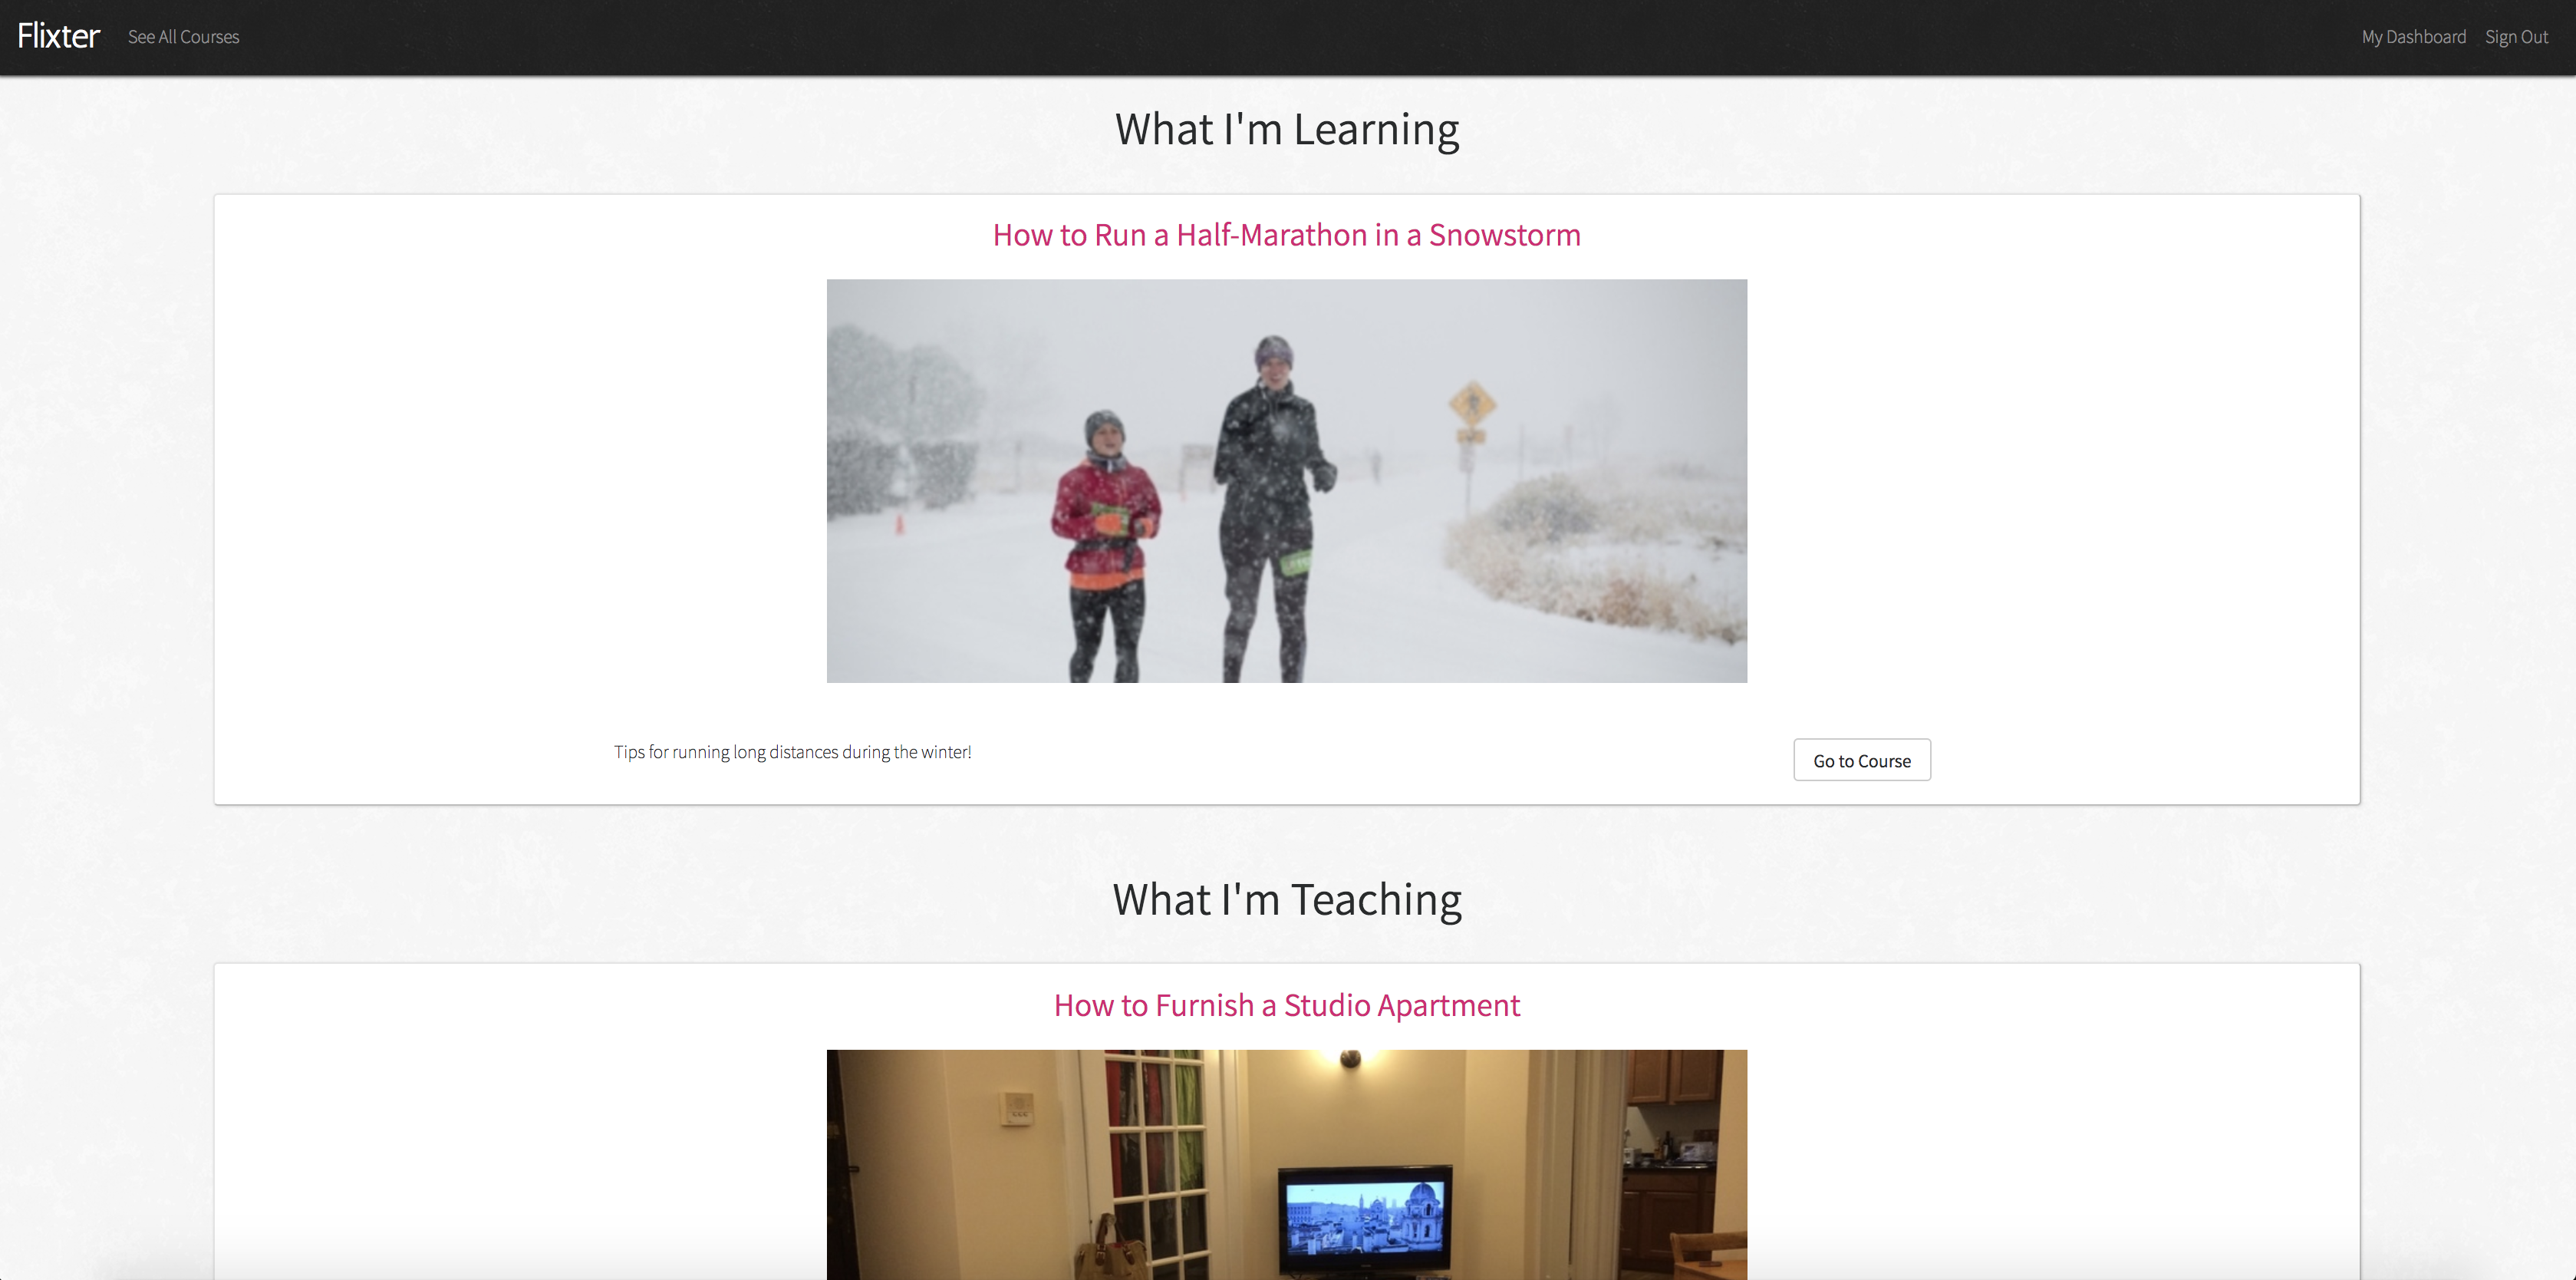 Flixter See All Courses My Dashboard Sign Out
What I'm Learning
How to Run a Half-Marathon in a Snowstorm
Tips for running long distances during the winter! Go to Course
What I'm Teaching
How to Furnish a Studio Apartment